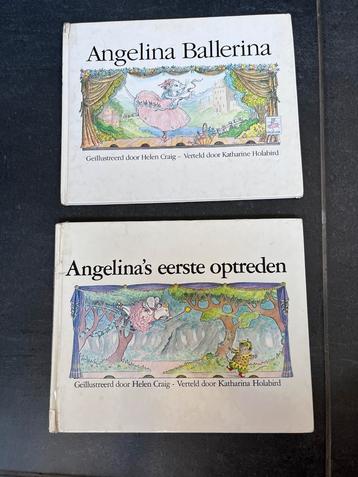 Angelina Ballerina
Geïllustreerd door Helen Craig - Verteld door Katharine Holabird
Angelina's eerste optreden
Geïllustreerd door Helen Craig - Verteld door Katharina Holabird